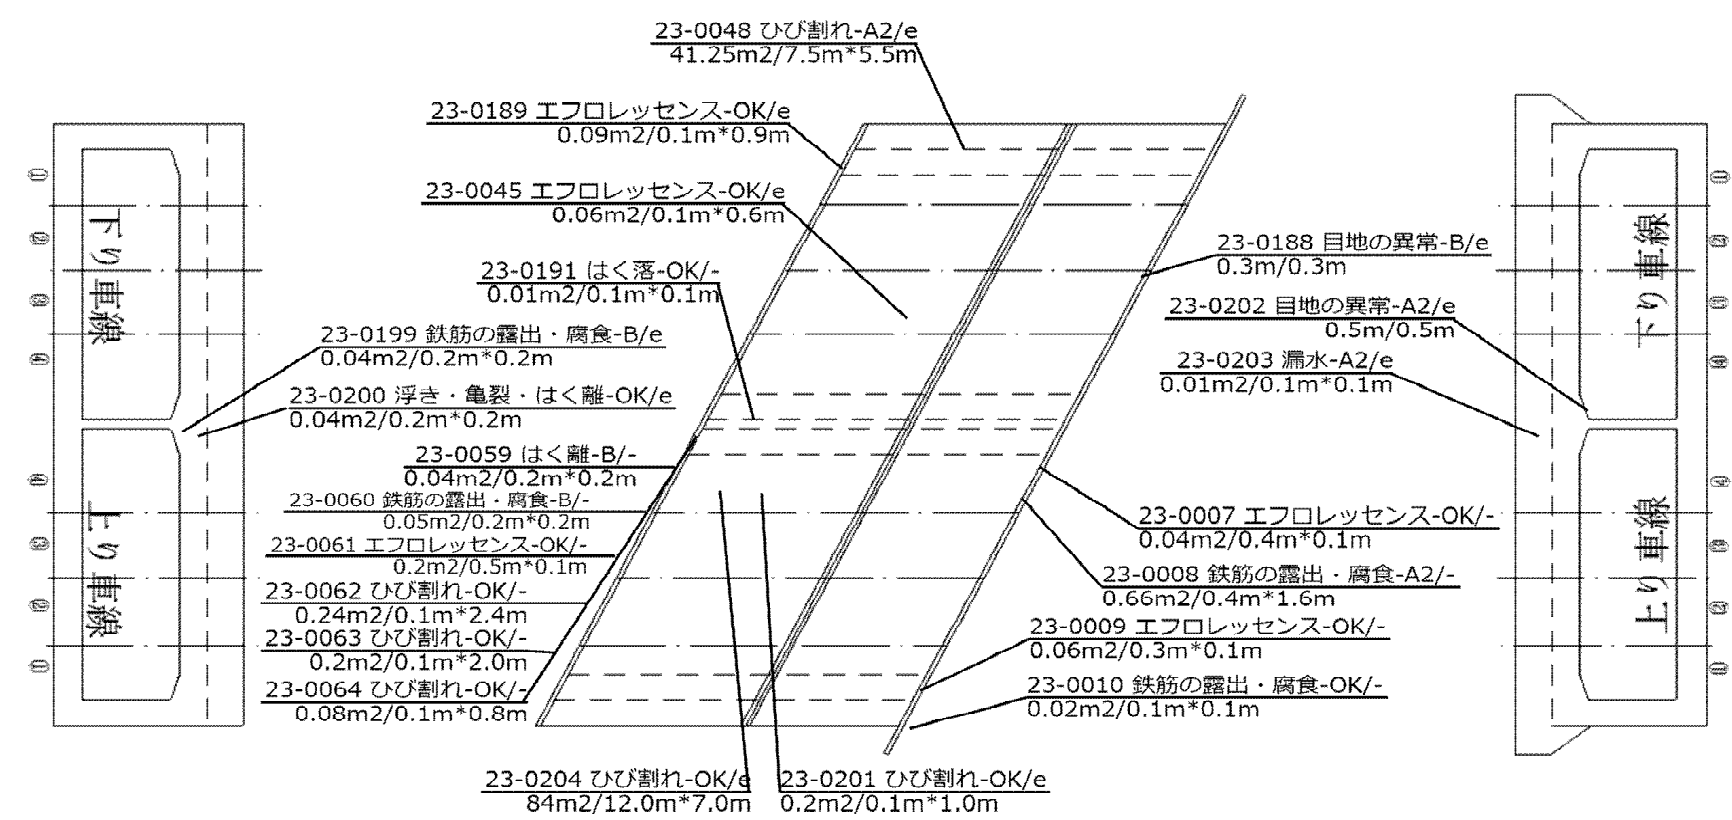 23-0048 ひび割れ-A2/e
41.25m2/7.5m*5.5m
23-0189 エフロレッセンス-OK/e
0.09m2/0.1m*0.9m
23-0045 エフロレッセンス-OK/e
0.06m2/0.1m*0.6m
23-0191 はく落-OK/-
0.01m2/0.1m*0.1m
23-0199 鉄筋の露出・腐食-B/e
0.04m2/0.2m*0.2m
23-0200 浮き・亀裂・はく離-OK/e
0.04m2/0.2m*0.2m
23-0059 はく離-B/-
0.04m2/0.2m*0.2m
23-0060 鉄筋の露出・腐食-B/-
0.05m2/0.2m*0.2m
23-0061 エフロレッセンス-OK/-
0.2m2/0.5m*0.1m
23-0062 ひび割れ-OK/-
0.24m2/0.1m*2.4m
23-0063 ひび割れ-OK/-
0.2m2/0.1m*2.0m
23-0064 ひび割れ-OK/-
0.08m2/0.1m*0.8m
23-0204 ひび割れ-OK/e
84m2/12.0m*7.0m
23-0201 ひび割れ-OK/e
0.2m2/0.1m*1.0m
23-0188 目地の異常-B/e
0.3m/0.3m
23-0202 目地の異常-A2/e
0.5m/0.5m
23-0203 漏水-A2/e
0.01m2/0.1m*0.1m
23-0007 エフロレッセンス-OK/-
0.04m2/0.4m*0.1m
23-0008 鉄筋の露出・腐食-A2/-
0.66m2/0.4m*1.6m
23-0009 エフロレッセンス-OK/-
0.06m2/0.3m*0.1m
23-0010 鉄筋の露出・腐食-OK/-
0.02m2/0.1m*0.1m
下り車線
上り車線
①
②
③
④
④
③
②
①
下り車線
上り車線
①
②
③
④
④
③
②
①